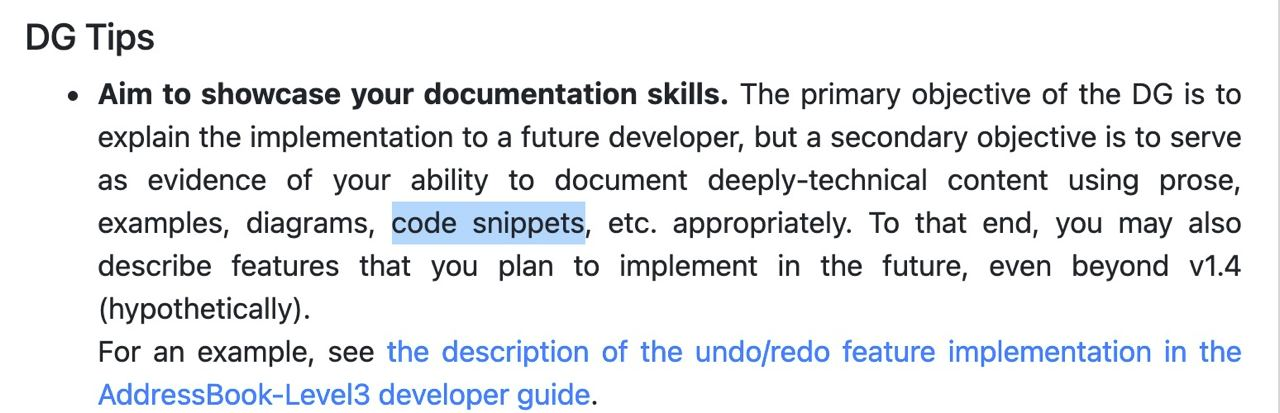 DG Tips
• Aim to showcase your documentation skills. The primary objective of the DG is to
explain the implementation to a future developer, but a secondary objective is to serve
as evidence of your ability to document deeply-technical content using prose,
examples, diagrams, code snippets, etc. appropriately. To that end, you may also
describe features that you plan to implement in the future, even beyond v1.4
(hypothetically).
For an example, see the description of the undo/redo feature implementation in the
AddressBook-Level3 developer guide.